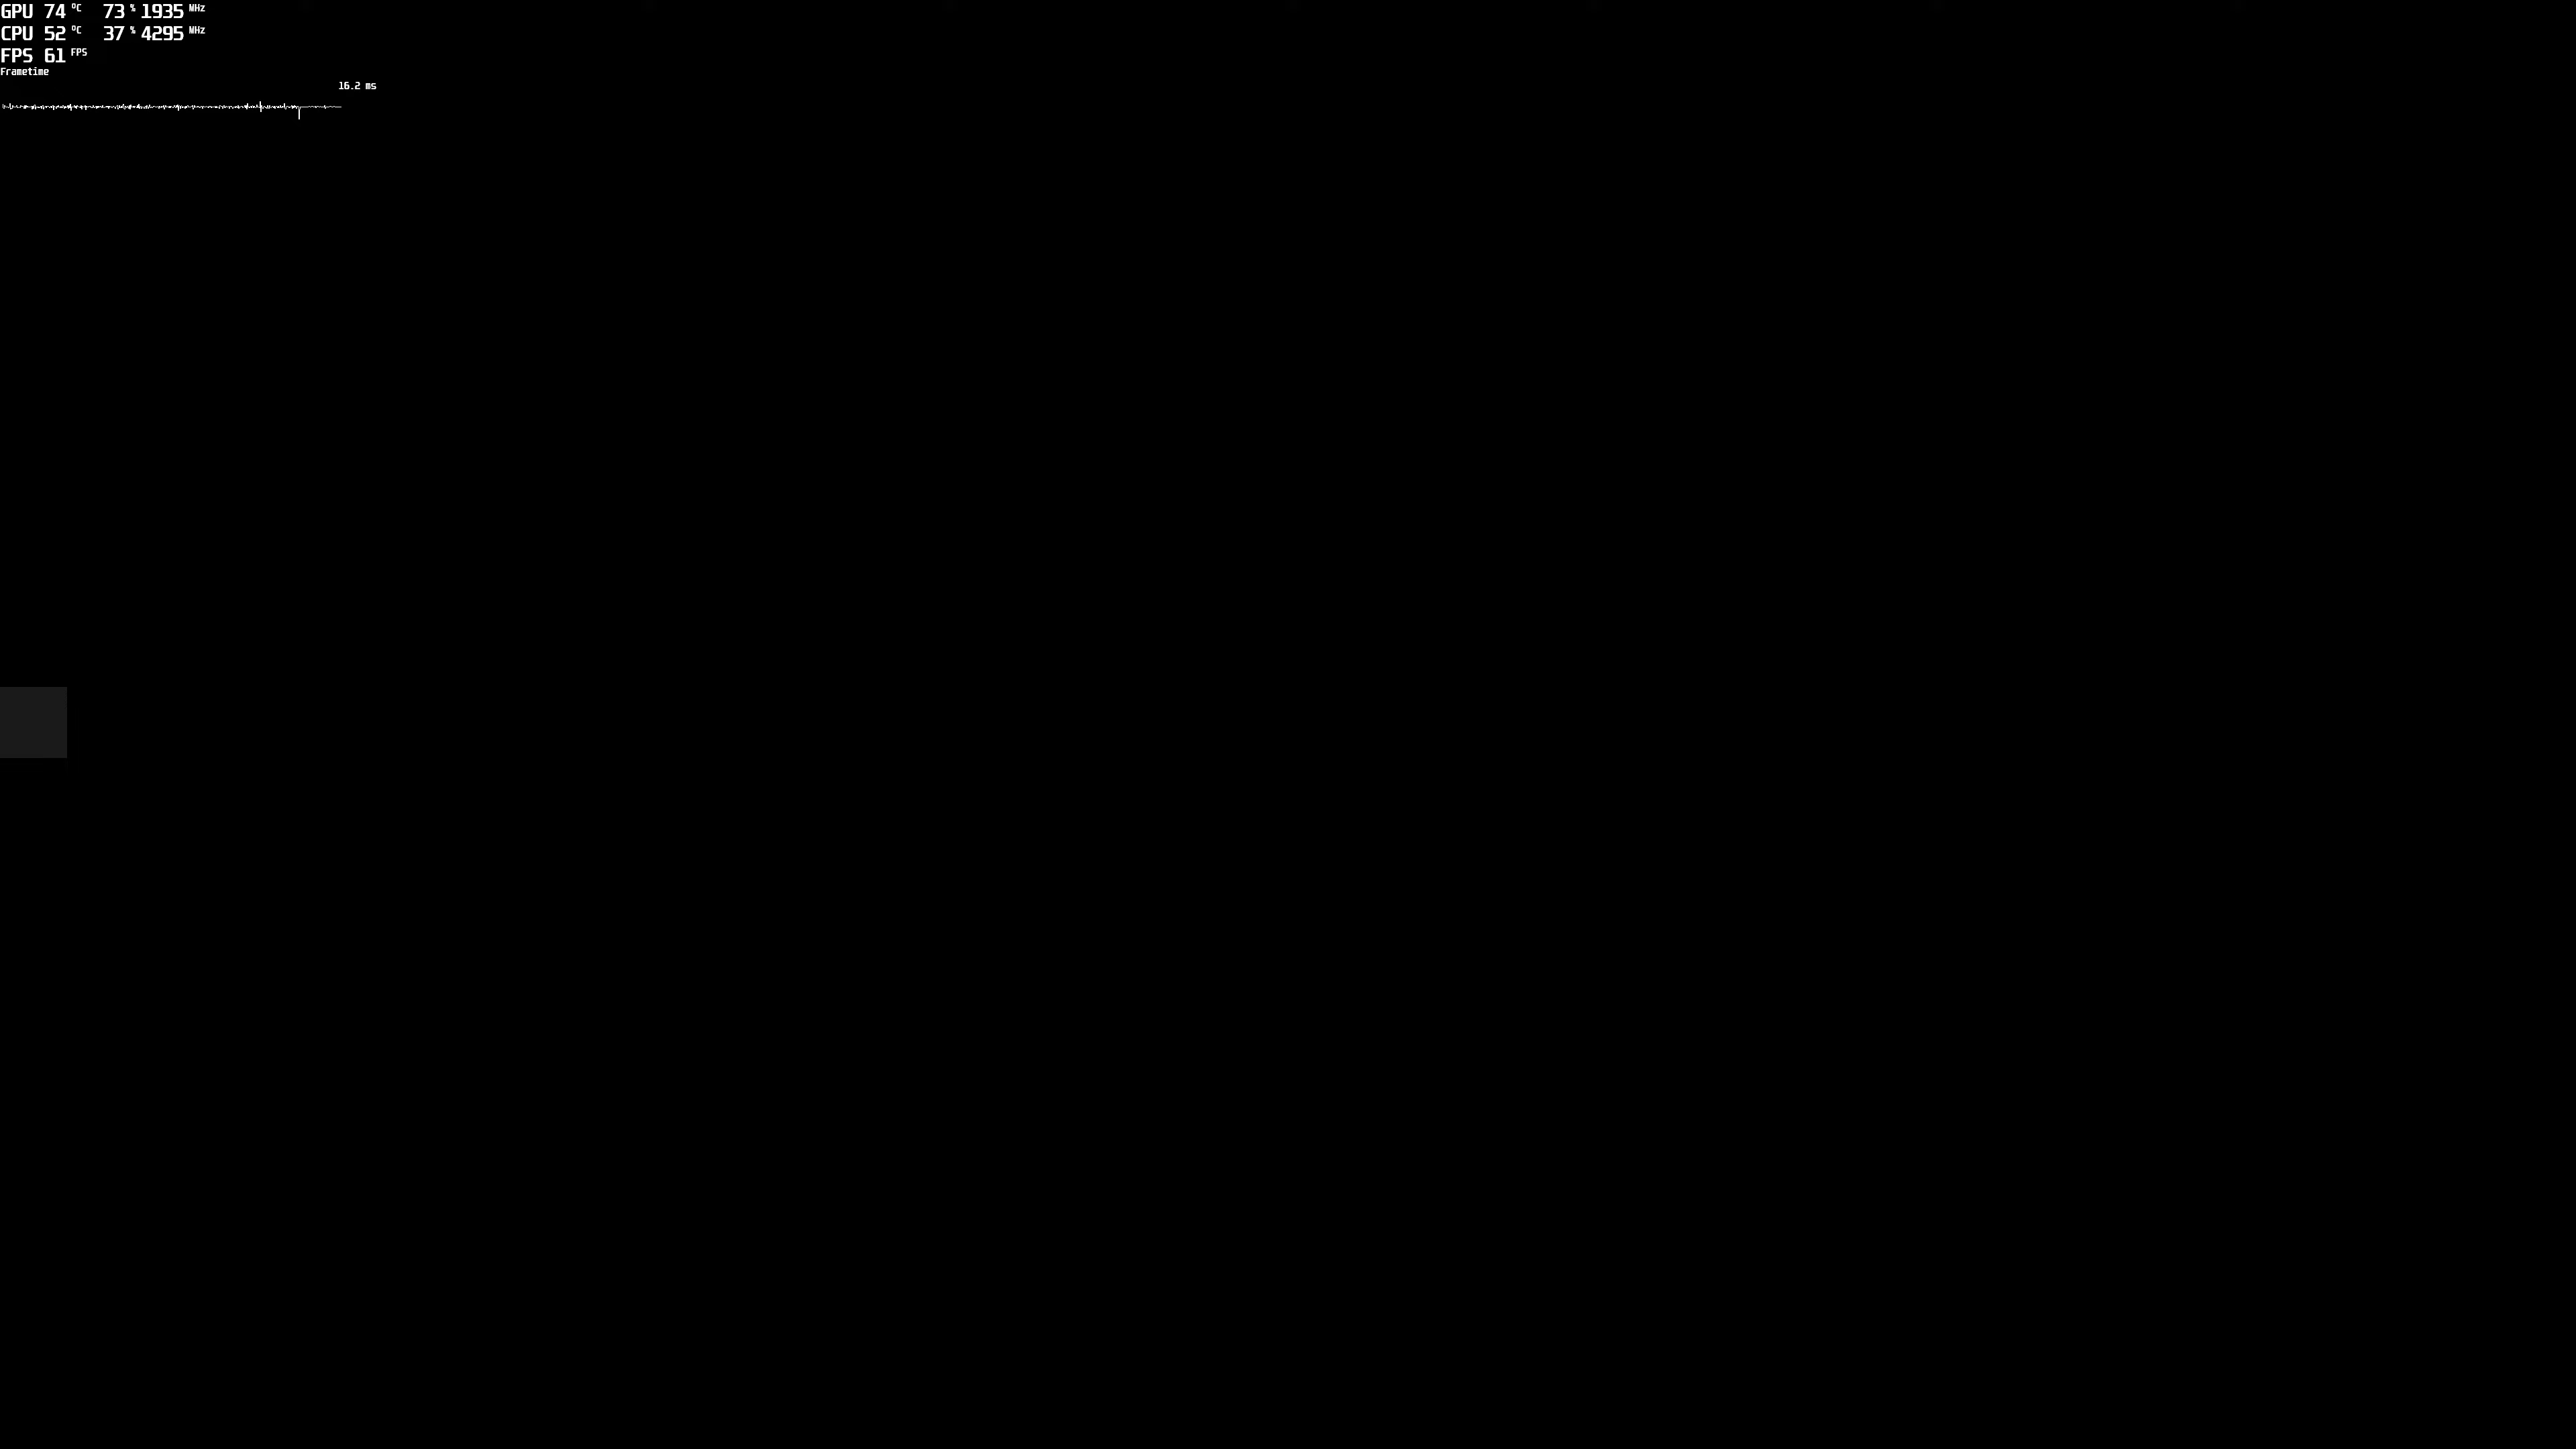 GPU 74 °C 73 % 1935 MHz
CPU 52 °C 37 % 4295 MHz
FPS 61 FPS
Frametime
16.2 ms